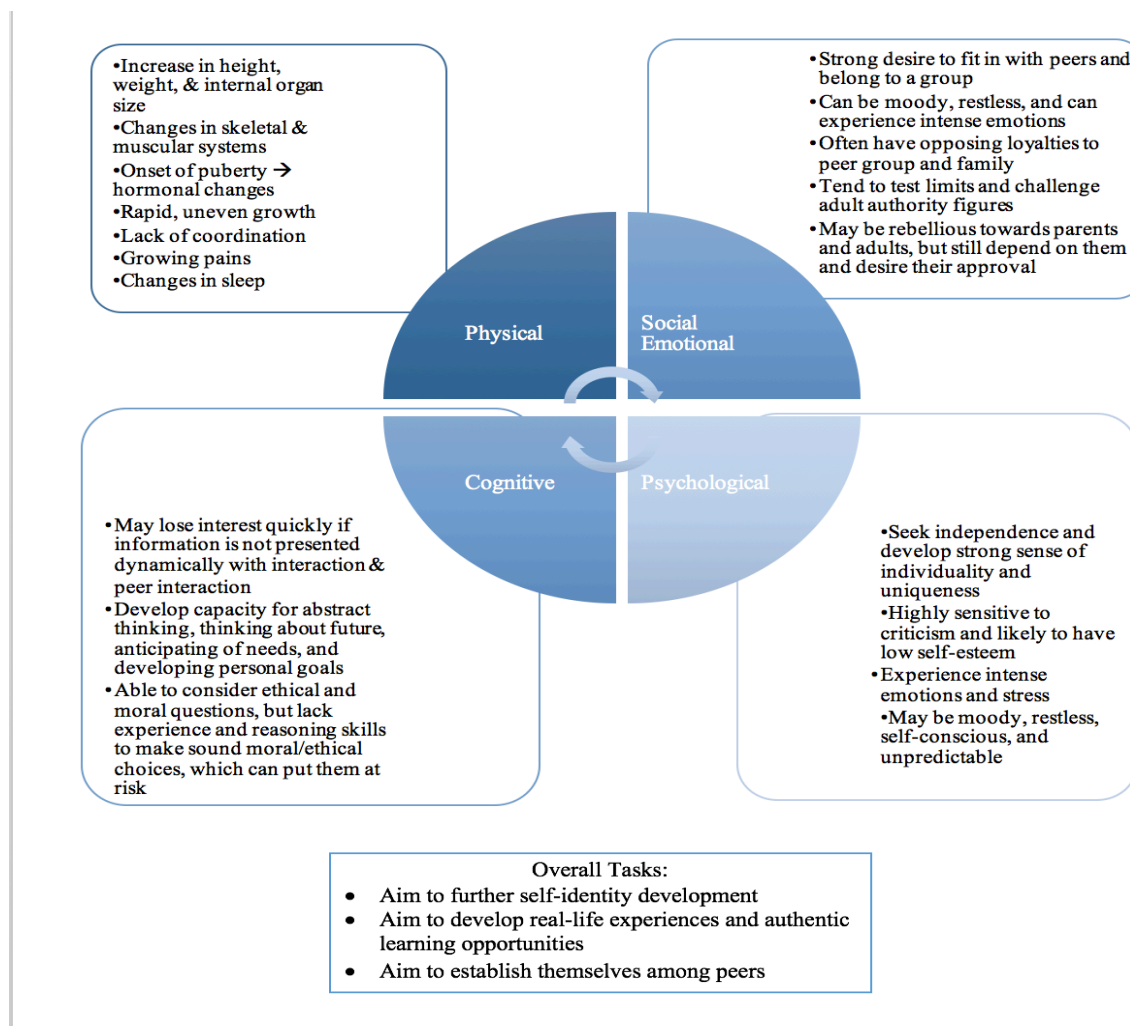 •Increase in height,
weight, & internal organ
size
•Changes in skeletal &
muscular systems
•Onset of puberty →
hormonal changes
•Rapid, uneven growth
•Lack of coordination
•Growing pains
•Changes in sleep
•Strong desire to fit in with peers and
belong to a group
•Can be moody, restless, and can
experience intense emotions
•Often have opposing loyalties to
peer group and family
•Tend to test limits and challenge
adult authority figures
•May be rebellious towards parents
and adults, but still depend on them
and desire their approval
Physical
Social
Emotional
Cognitive
Psychological
•May lose interest quickly if
information is not presented
dynamically with interaction &
peer interaction
•Develop capacity for abstract
thinking, thinking about future,
anticipating of needs, and
developing personal goals
•Able to consider ethical and
moral questions, but lack
experience and reasoning skills
to make sound moral/ethical
choices, which can put them at
risk
•Seek independence and
develop strong sense of
individuality and
uniqueness
•Highly sensitive to
criticism and likely to have
low self-esteem
•Experience intense
emotions and stress
•May be moody, restless,
self-conscious, and
unpredictable
Overall Tasks:
• Aim to further self-identity development
• Aim to develop real-life experiences and authentic
learning opportunities
• Aim to establish themselves among peers